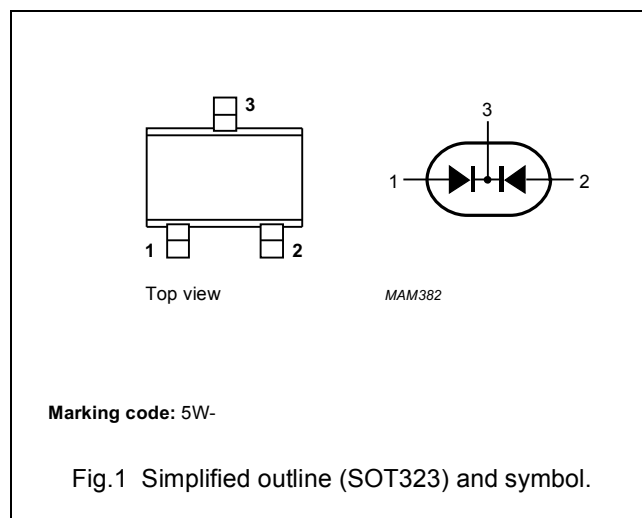 3
3
1
2
1
2
Top view
MAM382
Marking code: 5W-
Fig.1 Simplified outline (SOT323) and symbol.